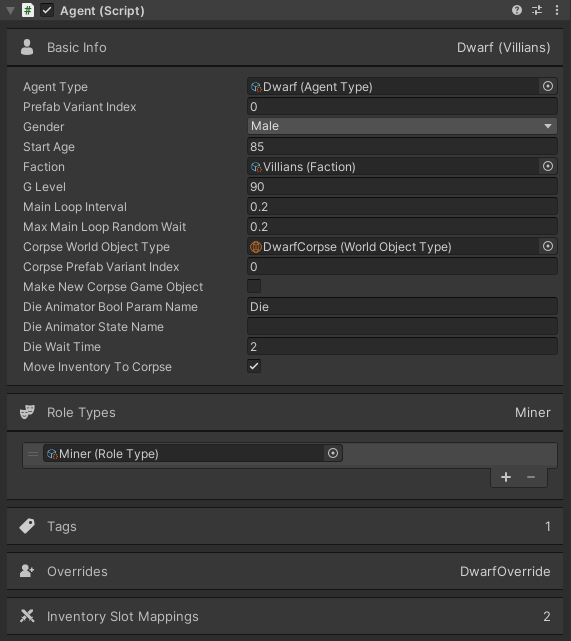 Agent (Script)
Basic Info Dwarf (Villians)
Agent Type Dwarf (Agent Type)
Prefab Variant Index 0
Gender Male
Start Age 85
Faction Villians (Faction)
G Level 90
Main Loop Interval 0.2
Max Main Loop Random Wait 0.2
Corpse World Object Type DwarfCorpse (World Object Type)
Corpse Prefab Variant Index 0
Make New Corpse Game Object
Die Animator Bool Param Name Die
Die Animator State Name
Die Wait Time 2
Move Inventory To Corpse
Role Types Miner
Miner (Role Type)
Tags 1
Overrides DwarfOverride
Inventory Slot Mappings 2